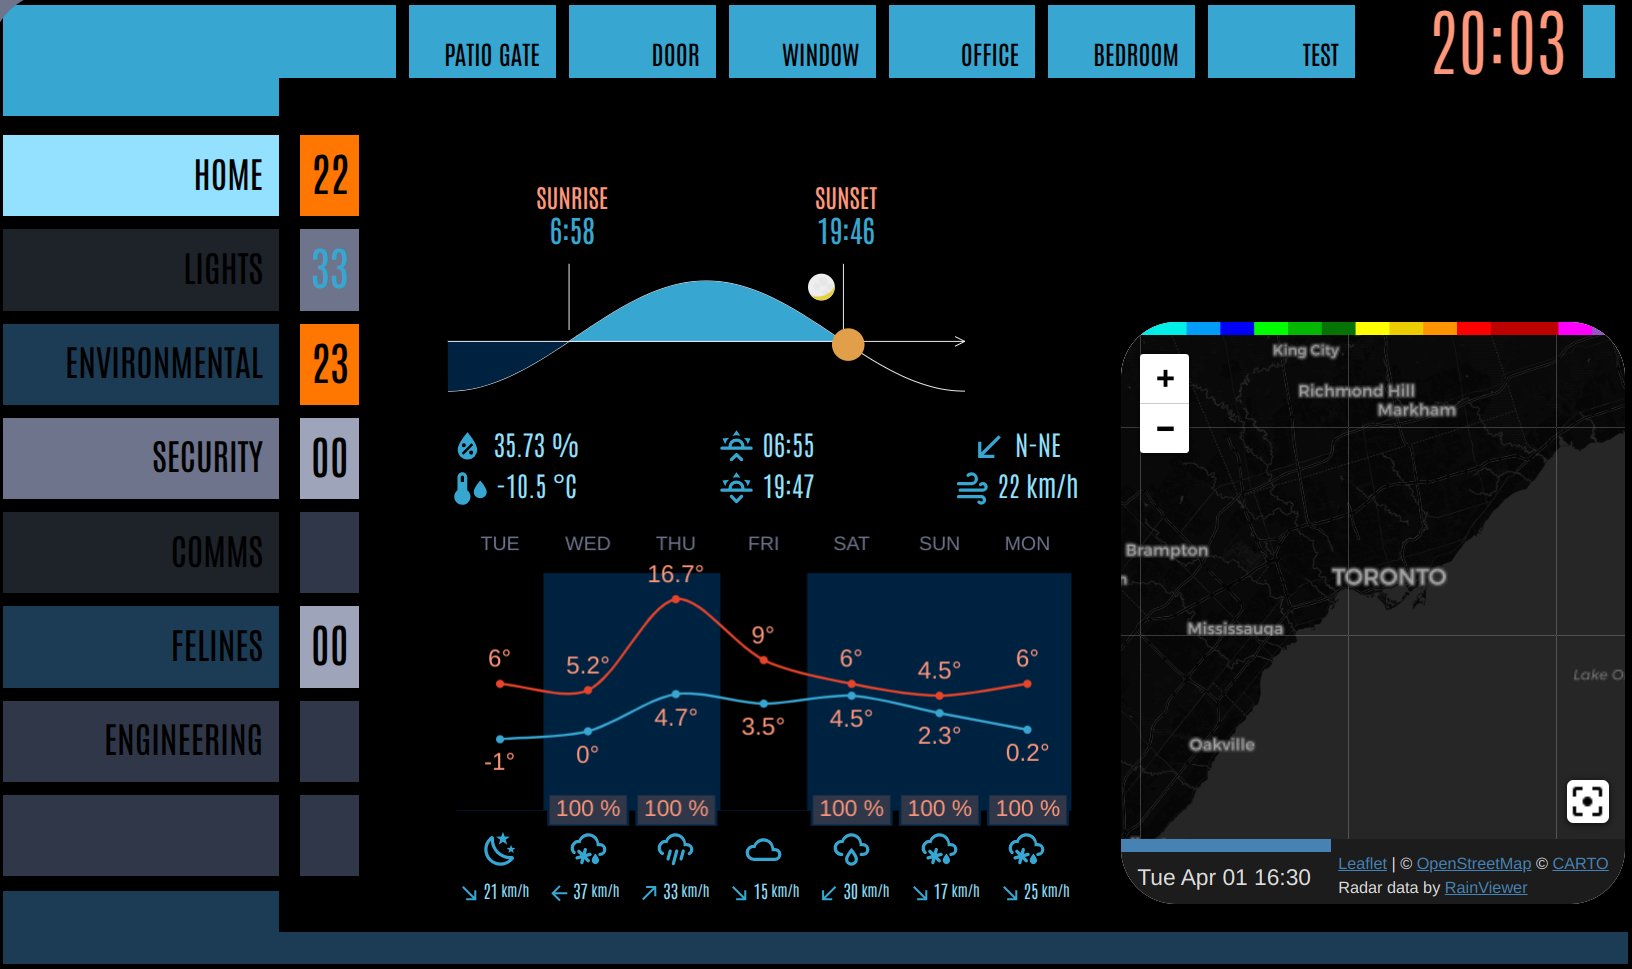 PATIO GATE
DOOR
WINDOW
OFFICE
BEDROOM
TEST
20:03
HOME
22
LIGHTS
33
ENVIRONMENTAL
23
SECURITY
00
COMMS
FELINES
00
ENGINEERING
SUNRISE
6:58
SUNSET
19:46
35.73 %
06:55
N-NE
-10.5 °C
19:47
22 km/h
TUE WED THU FRI SAT SUN MON
16.7°
6° 5.2° 9° 6° 4.5° 6°
-1° 0° 4.7° 3.5° 4.5° 2.3° 0.2°
100 % 100 % 100 % 100 % 100 %
21 km/h 37 km/h 33 km/h 15 km/h 30 km/h 17 km/h 25 km/h
+
−
King City
Richmond Hill
Markham
Brampton
n
TORONTO
Mississauga
Lake O
Oakville
Tue Apr 01 16:30
Leaflet | © OpenStreetMap © CARTO
Radar data by RainViewer